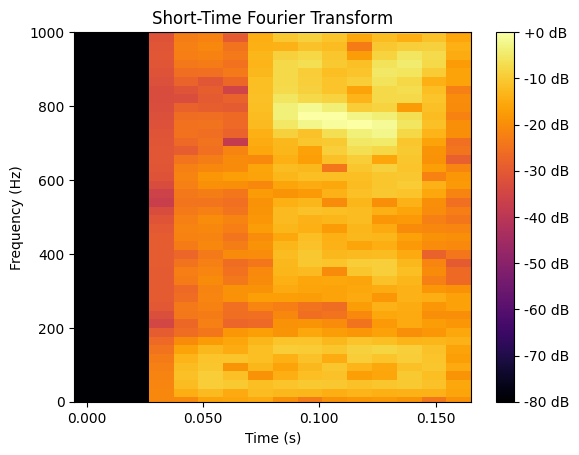 Short-Time Fourier Transform
Frequency (Hz)
1000
800
600
400
200
0
0.000
0.050
0.100
0.150
Time (s)
+0 dB
-10 dB
-20 dB
-30 dB
-40 dB
-50 dB
-60 dB
-70 dB
-80 dB